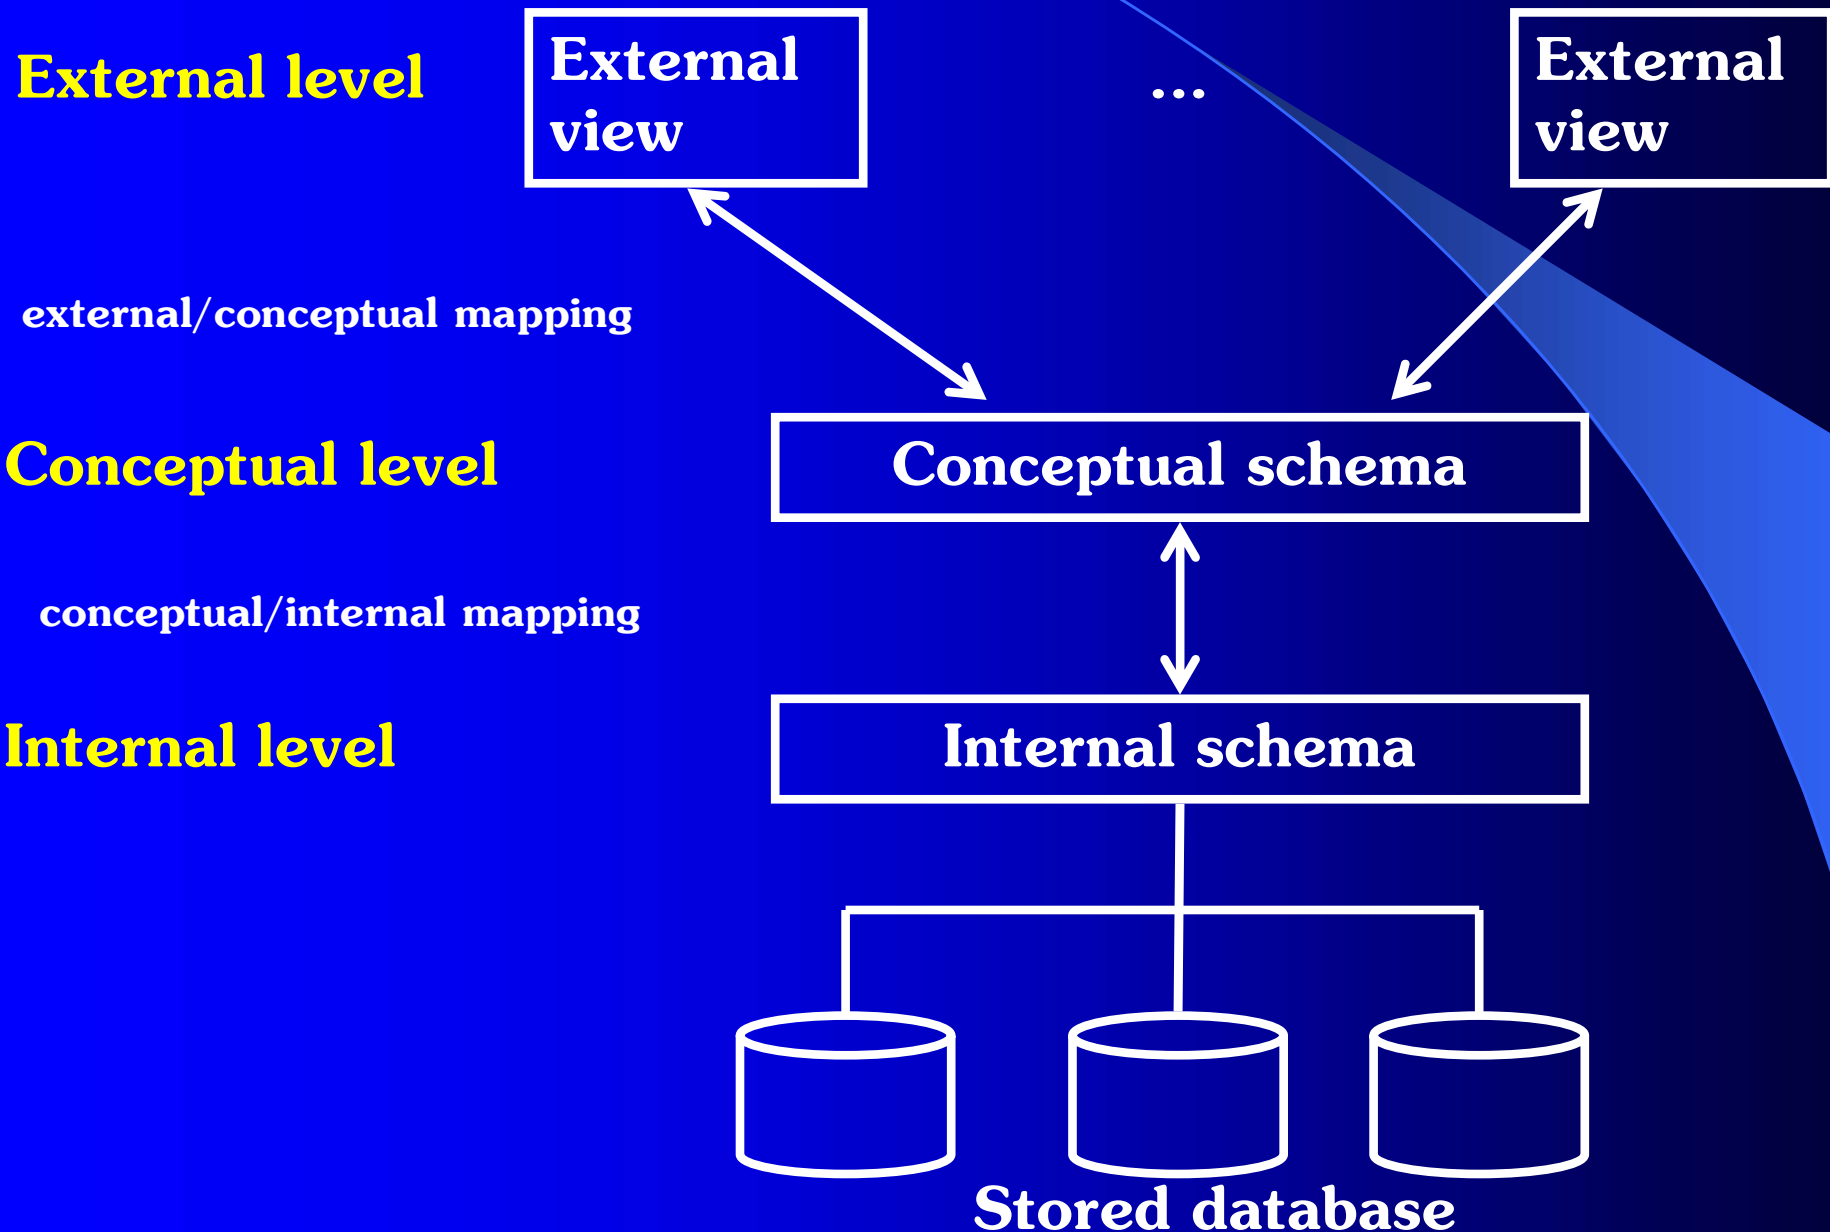 External level
External
view
...
External
view
external/conceptual mapping
Conceptual level
Conceptual schema
conceptual/internal mapping
Internal level
Internal schema
Stored database